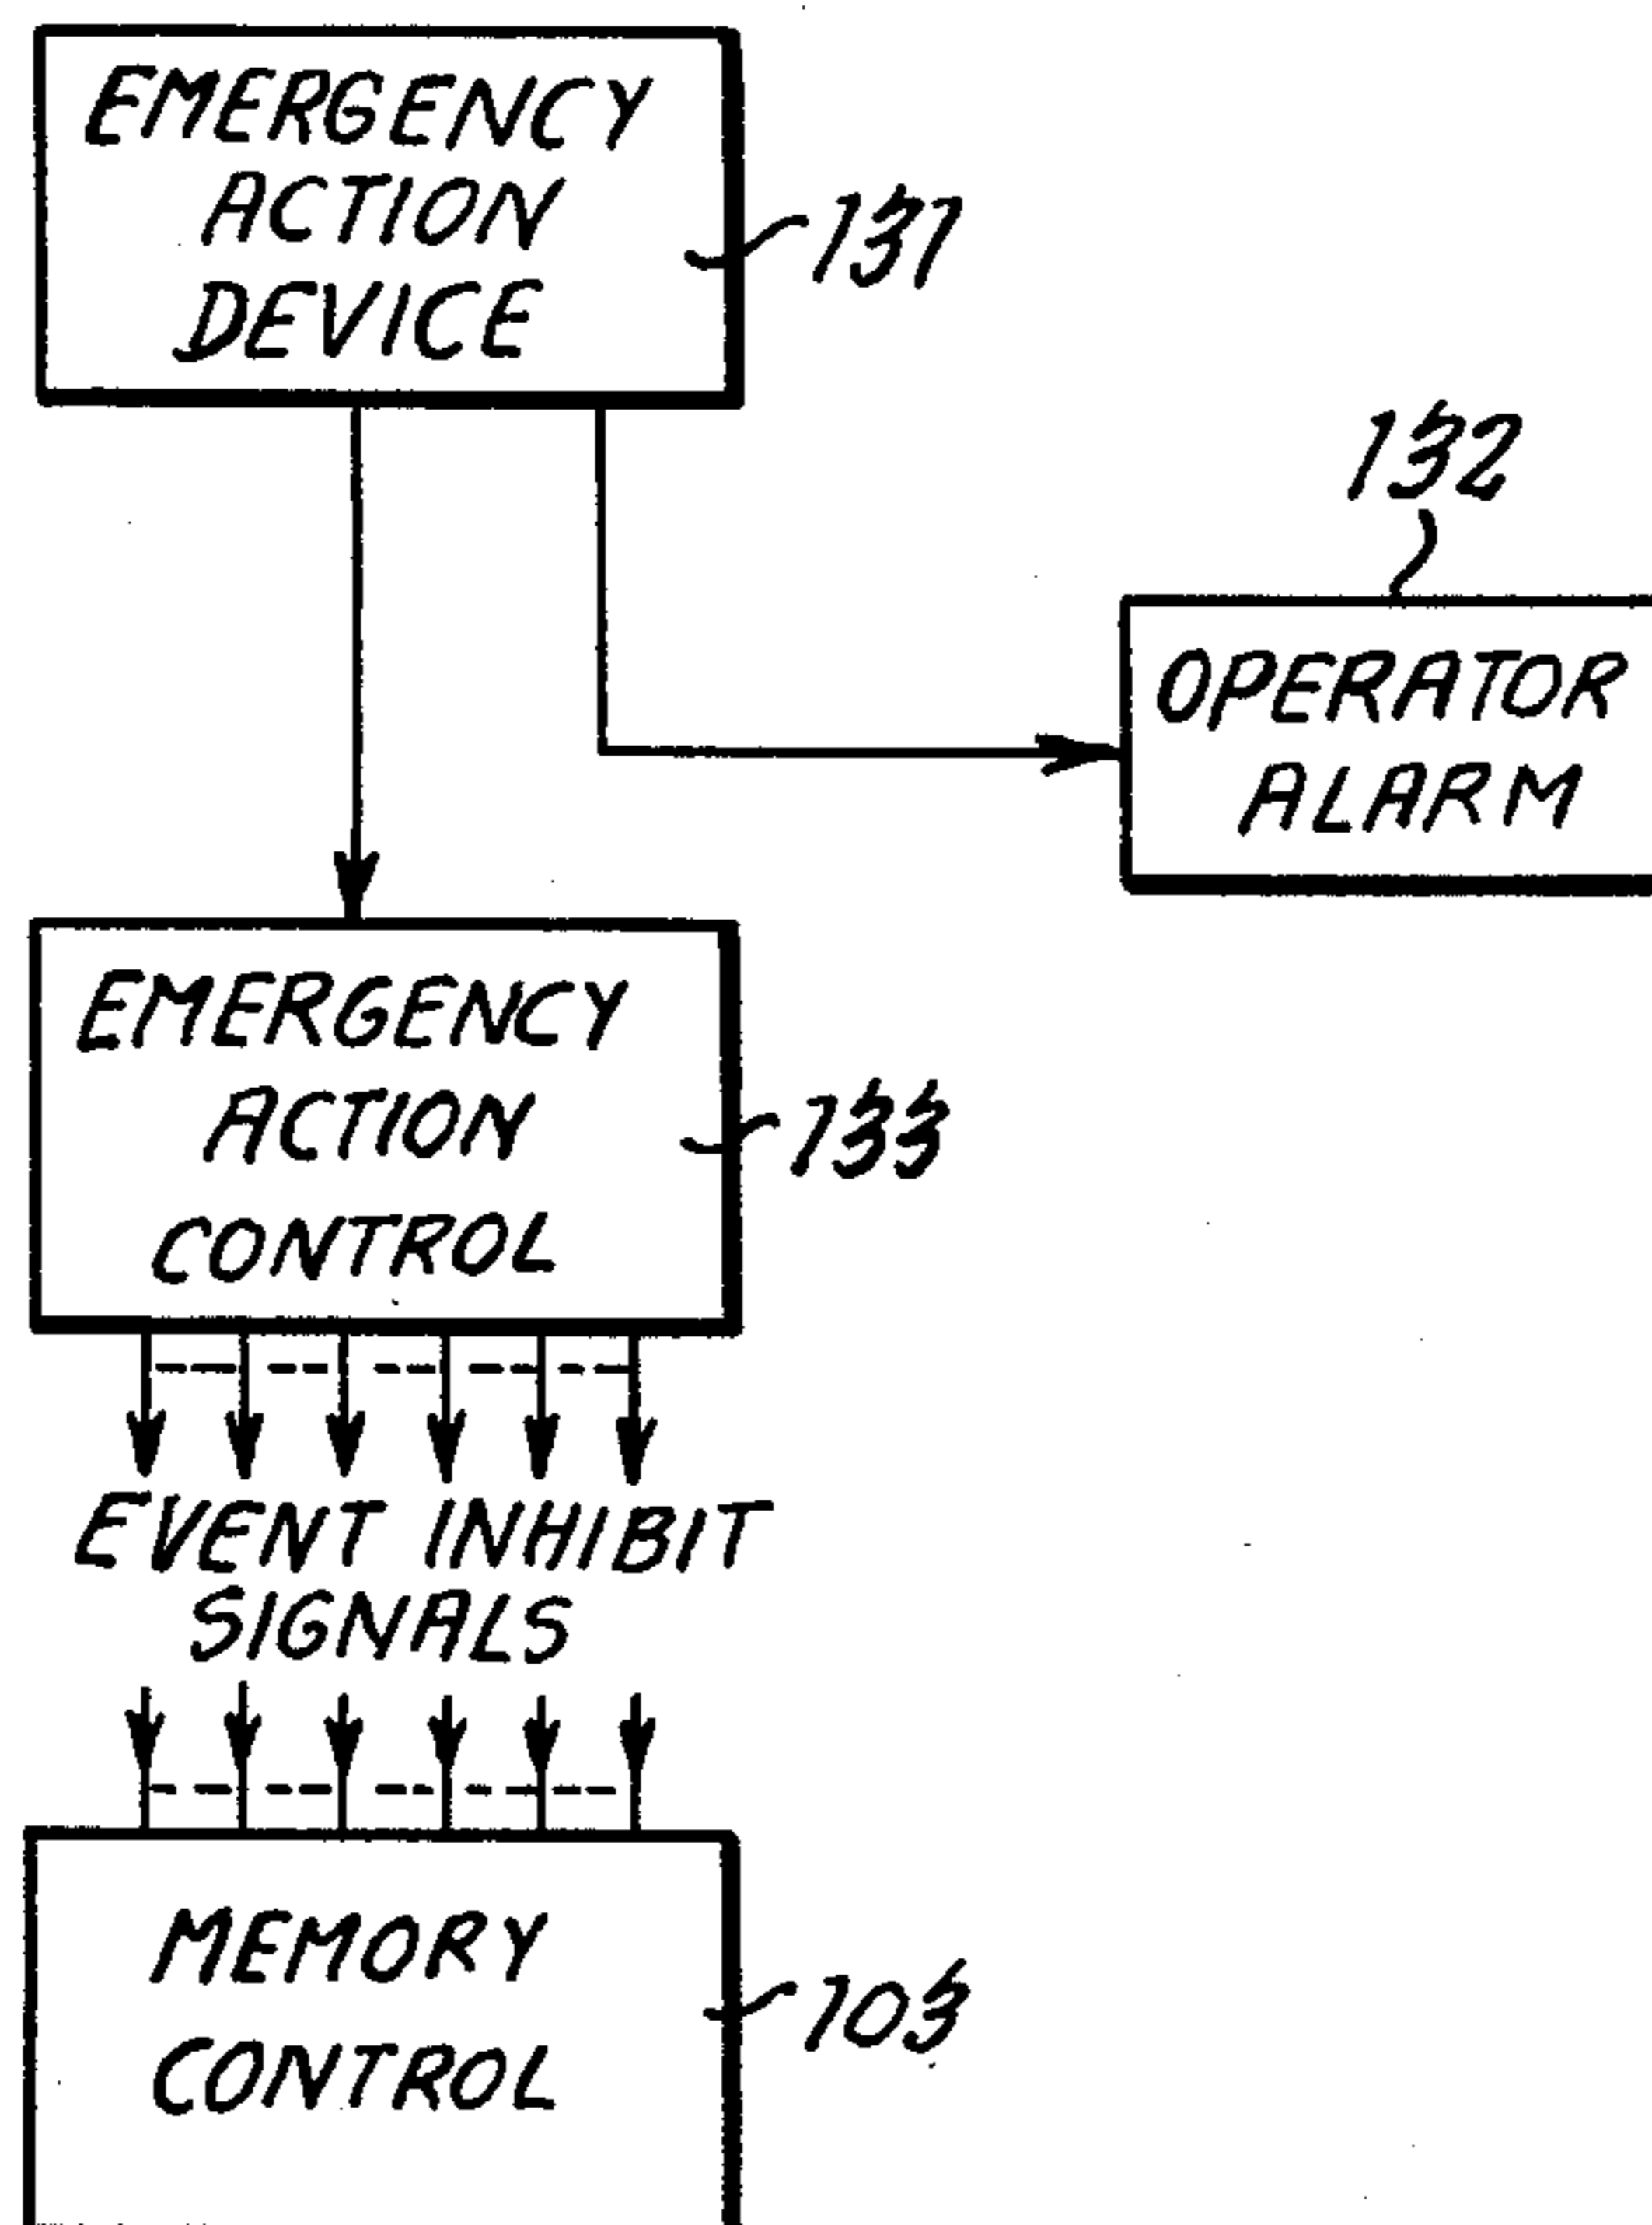 EMERGENCY
ACTION
DEVICE
131
132
OPERATOR
ALARM
EMERGENCY
ACTION
CONTROL
133
EVENT INHIBIT
SIGNALS
MEMORY
CONTROL
103